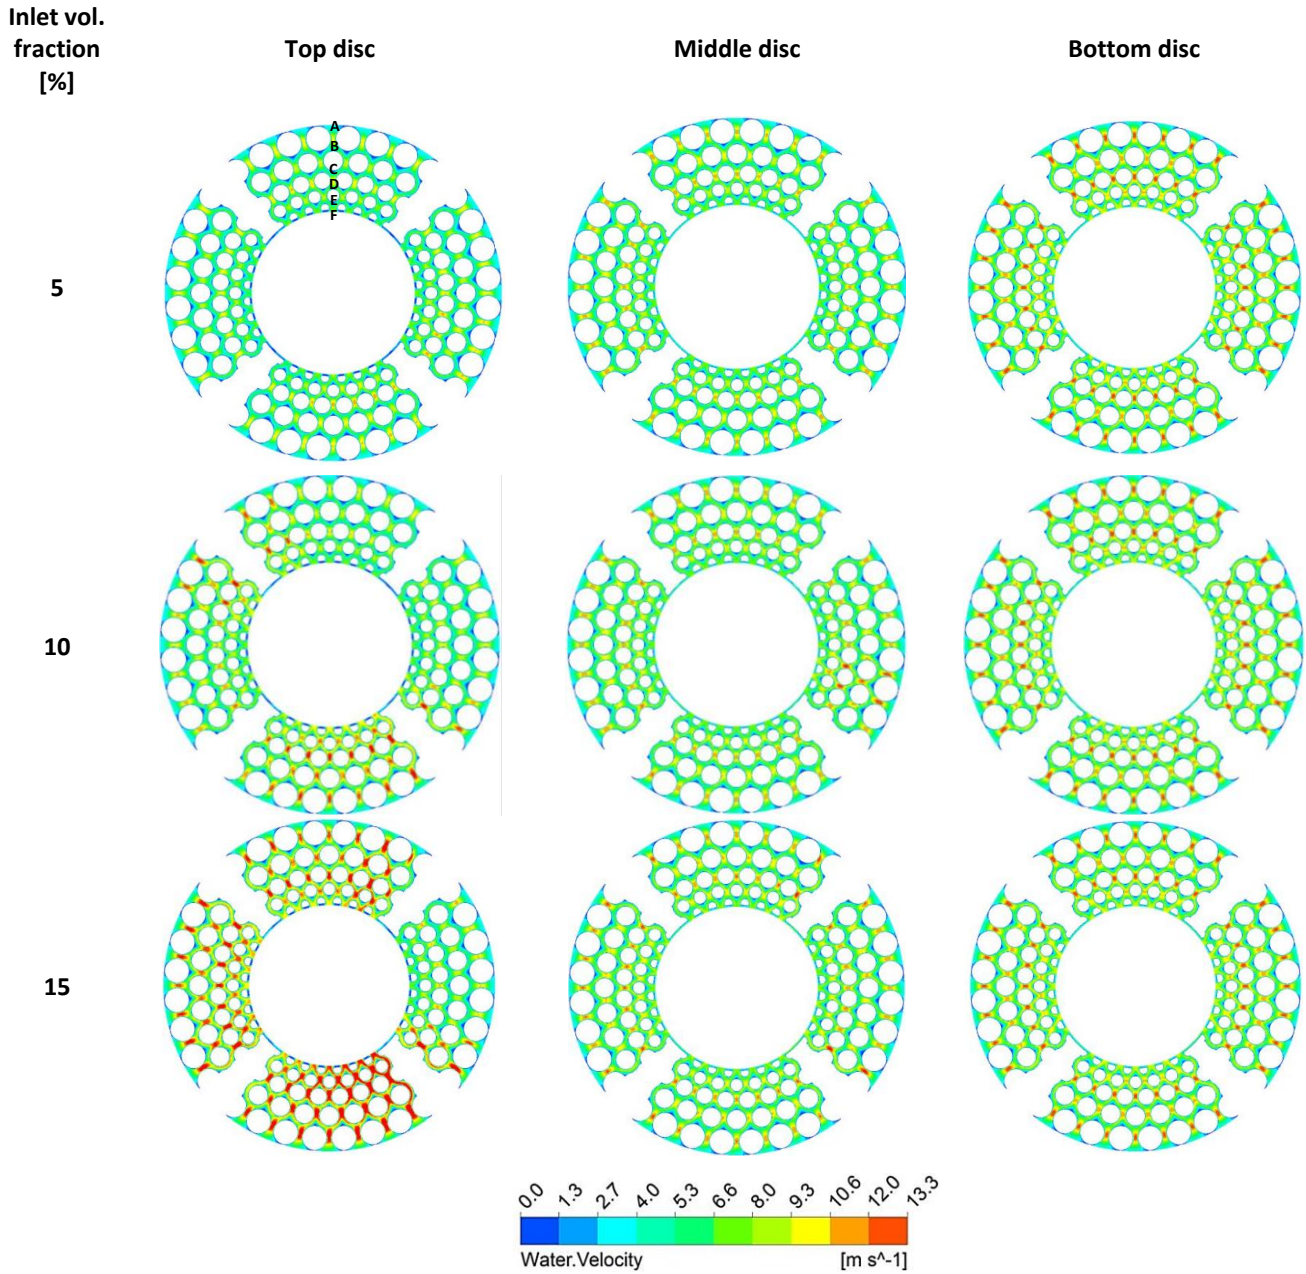 Inlet vol.
fraction
[%]
Top disc
Middle disc
Bottom disc
A
B
C
D
E
F
5
10
15
0.0 1.3 2.7 4.0 5.3 6.6 8.0 9.3 10.6 12.0 13.3
Water.Velocity [m s^-1]